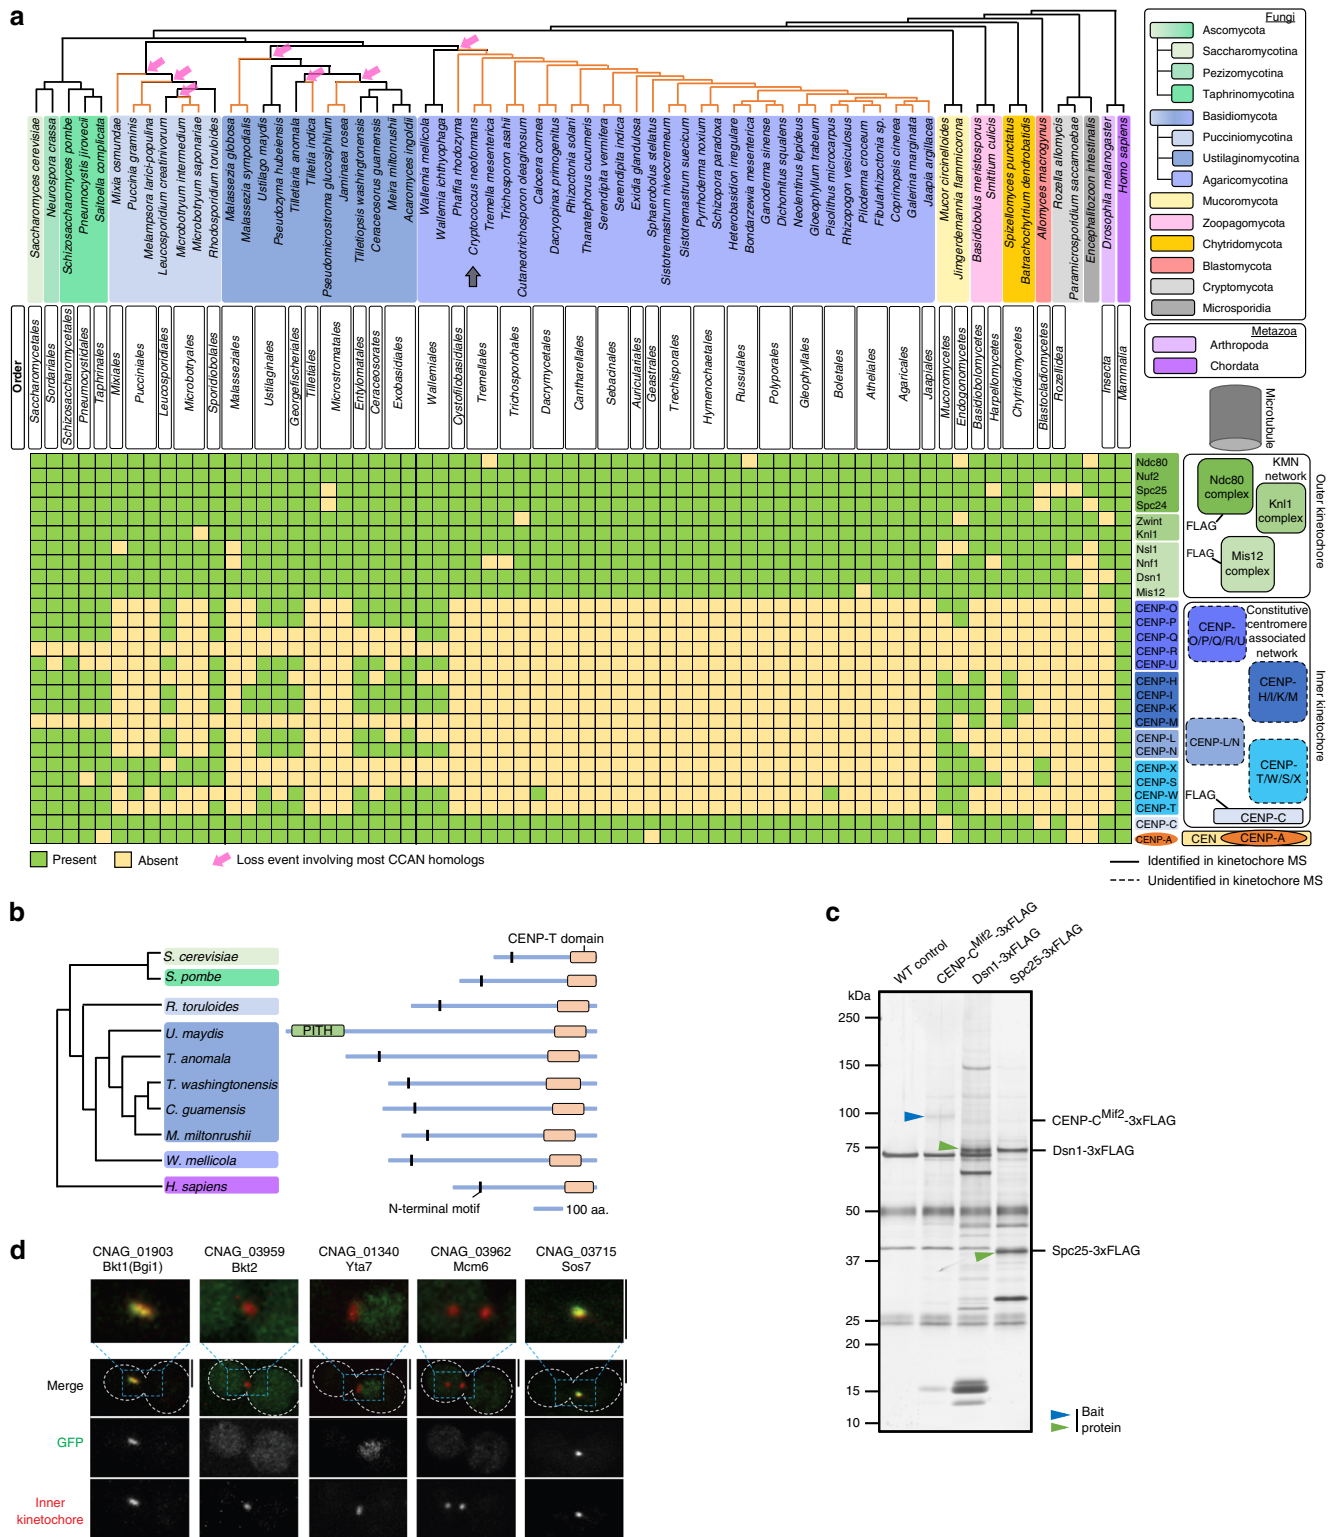 a
Saccharomyces cerevisiae
Neurospora crassa
Schizosaccharomyces pombe
Pneumocystis jirovecii
Saitoella complicata
Mixia osmundae
Puccinia graminis
Melampsora larici-populina
Leucosporidium creatinivorum
Microbotryum intermedium
Microbotryum saponariae
Rhodosporidium toruloides
Malassezia globosa
Malassezia sympodialis
Ustilago maydis
Pseudozyma hubeiensis
Tilletiaria anomala
Tilletia indica
Pseudomicrostroma glucosiphilum
Jaminaea rosea
Tilletiopsis washingtonensis
Ceraceosorus guamensis
Meira miltonrushii
Acaromyces ingoldii
Wallemia mellicola
Wallemia ichthyophaga
Phaffia rhodozyma
Cryptococcus neoformans
Tremella mesenterica
Trichosporon asahii
Cutaneotrichosporon oleaginosum
Calocera cornea
Dacryopinax primogenitus
Rhizoctonia solani
Thanatephorus cucumeris
Serendipita vermifera
Serendipita indica
Exidia glandulosa
Sphaerobolus stellatus
Sistotremastrum niveocremeum
Sistotremastrum suecicum
Pyrrhoderma noxium
Schizopora paradoxa
Heterobasidion irregulare
Bondarzewia mesenterica
Ganoderma sinense
Dichomitus squalens
Neolentinus lepideus
Gloeophyllum trabeum
Pisolithus microcarpus
Rhizopogon vesiculosus
Piloderma croceum
Fibularhizoctonia sp.
Coprinopsis cinerea
Galerina marginata
Jaapia argillacea
Mucor circinelloides
Jimgerdemannia flammicorona
Basidiobolus meristosporus
Smittium culicis
Spizellomyces punctatus
Batrachochytrium dendrobatidis
Allomyces macrogynus
Rozella allomycis
Paramicrosporidium saccamoebae
Encephalitozoon intestinalis
Drosophila melanogaster
Homo sapiens
Fungi
Ascomycota
Saccharomycotina
Pezizomycotina
Taphrinomycotina
Basidiomycota
Pucciniomycotina
Ustilaginomycotina
Agaricomycotina
Mucoromycota
Zoopagomycota
Chytridomycota
Blastomycota
Cryptomycota
Microsporidia
Metazoa
Arthropoda
Chordata
Order
Saccharomycetales
Sordariales
Schizosaccharomycetales
Pneumocystidales
Taphrinales
Mixiales
Pucciniales
Leucosporidiales
Microbotryales
Sporidiobolales
Malasseziales
Ustilaginales
Georgefischeriales
Tilletiales
Microstromatales
Entylomatales
Ceraceosorates
Exobasidiales
Wallemiales
Cystofilobasidiales
Tremellales
Trichosporohales
Dacrymycetales
Cantharellales
Sebacinales
Auriculariales
Geastrales
Trechisporales
Hymenochaetales
Russulales
Polyporales
Gleophyllales
Boletales
Atheliales
Agaricales
Jaapiales
Mucoromycetes
Endogonomycetes
Basidiobolomycetes
Harpellomycetes
Chytridiomycetes
Blastocladiomycetes
Rozellidea
Insecta
Mammalia
Microtubule
Ndc80
Nuf2
Spc25
Spc24
Zwint
Knl1
Nsl1
Nnf1
Dsn1
Mis12
CENP-O
CENP-P
CENP-Q
CENP-R
CENP-U
CENP-H
CENP-I
CENP-K
CENP-M
CENP-L
CENP-N
CENP-X
CENP-S
CENP-W
CENP-T
CENP-C
CENP-A
KMN
network
Ndc80
complex
Knl1
complex
FLAG
FLAG
Mis12
complex
Outer kinetochore
Constitutive
centromere
associated
network
CENP-
O/P/Q/R/U
CENP-
H/I/K/M
CENP-L/N
CENP-
T/W/S/X
FLAG
CENP-C
CEN
CENP-A
Inner kinetochore
Present
Absent
Loss event involving most CCAN homologs
Identified in kinetochore MS
Unidentified in kinetochore MS
b
CENP-T domain
S. cerevisiae
S. pombe
R. toruloides
U. maydis
PITH
T. anomala
T. washingtonensis
C. guamensis
M. miltonrushii
W. mellicola
H. sapiens
N-terminal motif
100 aa.
c
WT control
CENP-C^Mif2-3xFLAG
Dsn1-3xFLAG
Spc25-3xFLAG
kDa
250
150
100
75
50
37
25
20
15
10
CENP-C^Mif2-3xFLAG
Dsn1-3xFLAG
Spc25-3xFLAG
Bait
protein
d
CNAG_01903
Bkt1(Bgi1)
CNAG_03959
Bkt2
CNAG_01340
Yta7
CNAG_03962
Mcm6
CNAG_03715
Sos7
Merge
GFP
Inner
kinetochore